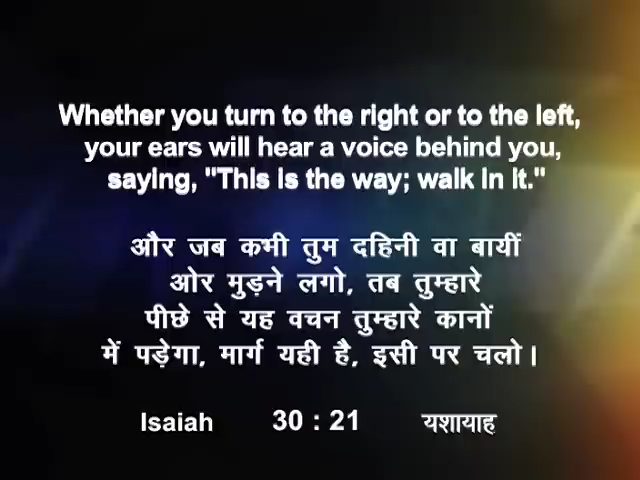 Whether you turn to the right or to the left,
your ears will hear a voice behind you,
saying, "This is the way; walk in it."
और जब कभी तुम दहिनी वा बायीं
ओर मुड़ने लगो, तब तुम्हारे
पीछे से यह वचन तुम्हारे कानों
में पड़ेगा, मार्ग यही है, इसी पर चलो।
Isaiah 30 : 21 यशायाह